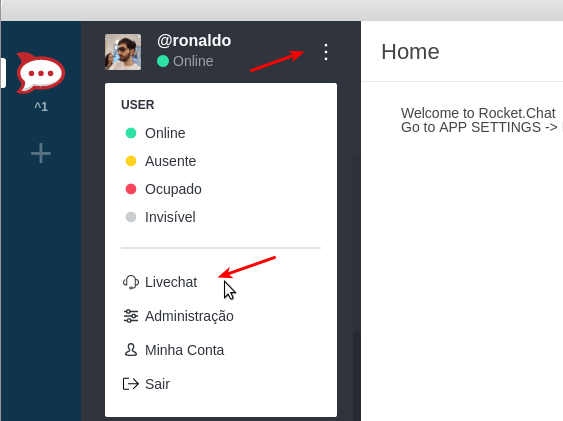 @ronaldo
Online
^1
USER
Online
Ausente
Ocupado
Invisível
Livechat
Administração
Minha Conta
Sair
Home
Welcome to Rocket.Chat
Go to APP SETTINGS ->